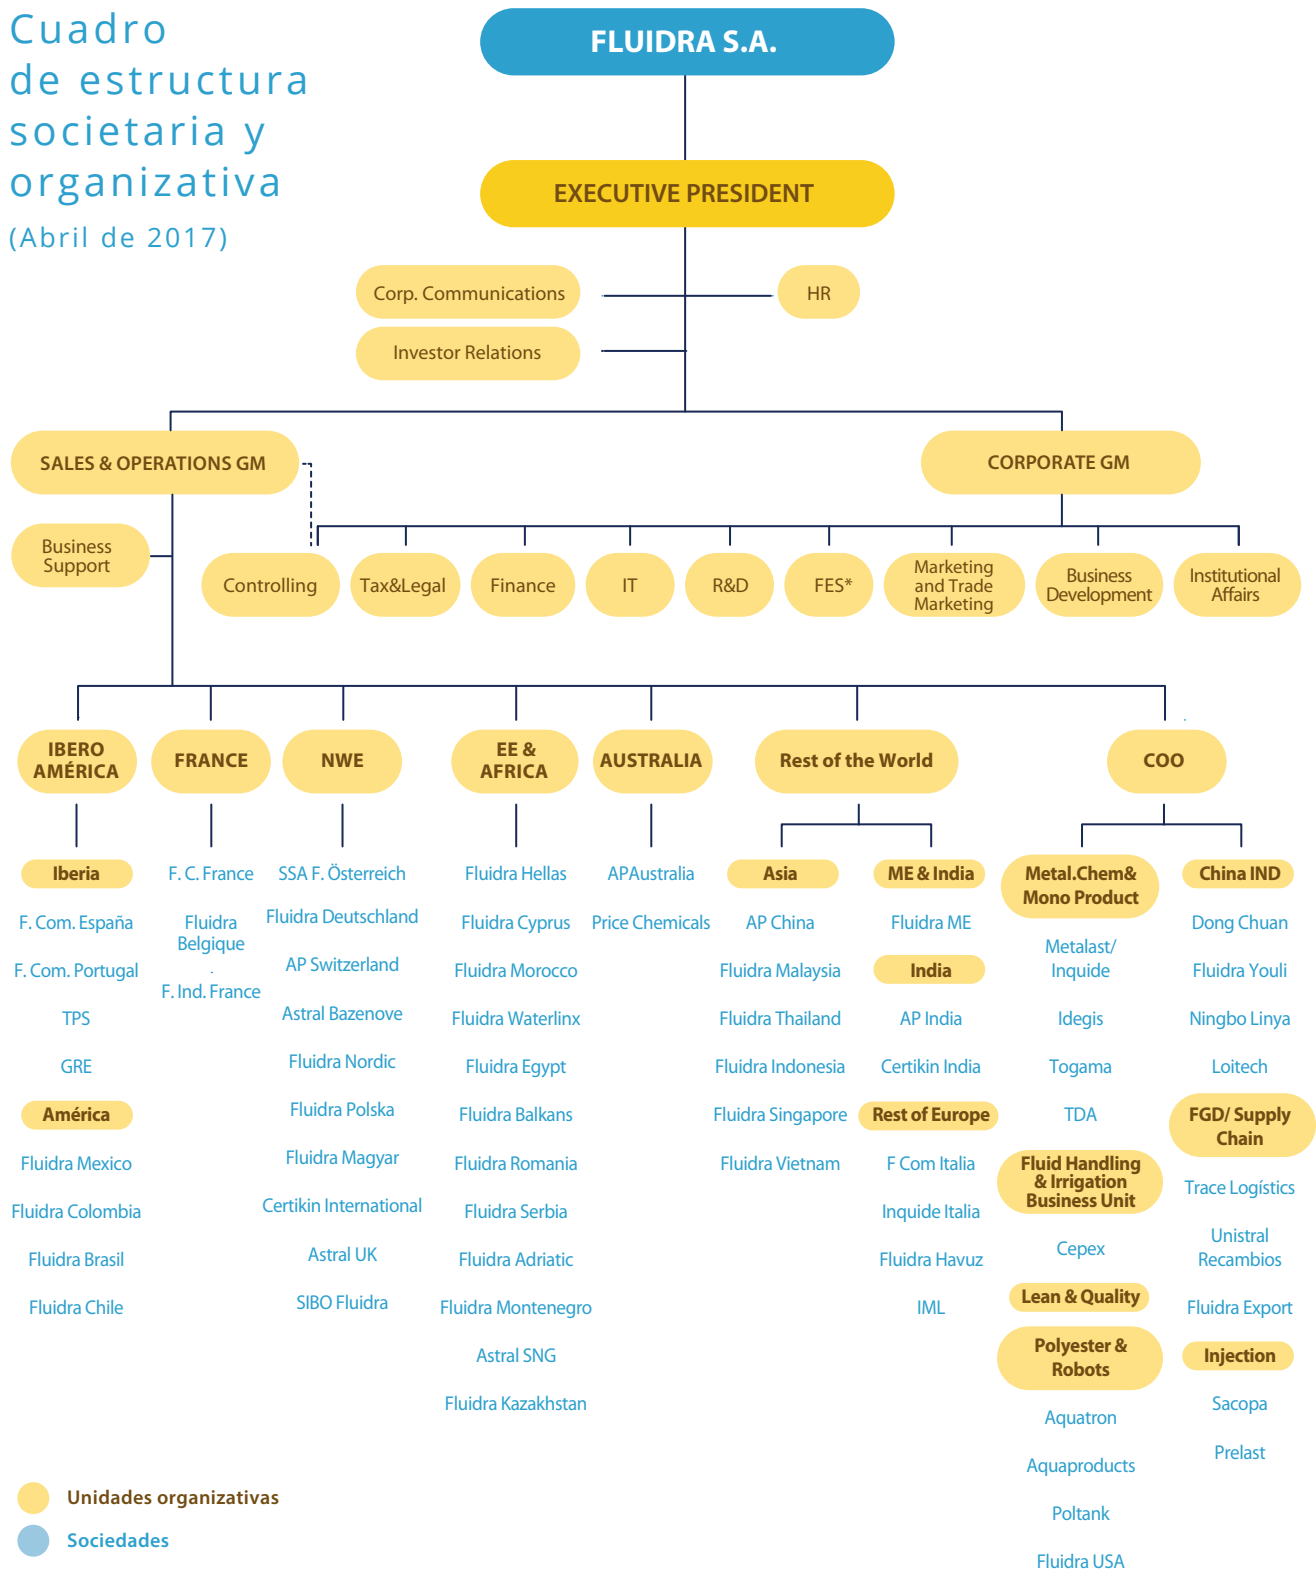 Cuadro
de estructura
societaria y
organizativa
(Abril de 2017)
FLUIDRA S.A.
EXECUTIVE PRESIDENT
Corp. Communications
HR
Investor Relations
SALES & OPERATIONS GM
CORPORATE GM
Business
Support
Controlling
Tax&Legal
Finance
IT
R&D
FES*
Marketing
and Trade
Marketing
Business
Development
Institutional
Affairs
IBERO
AMÉRICA
FRANCE
NWE
EE &
AFRICA
AUSTRALIA
Rest of the World
COO
Iberia
F. Com. España
F. Com. Portugal
TPS
GRE
América
Fluidra Mexico
Fluidra Colombia
Fluidra Brasil
Fluidra Chile
F. C. France
Fluidra
Belgique
.
F. Ind. France
SSA F. Österreich
Fluidra Deutschland
AP Switzerland
Astral Bazenove
Fluidra Nordic
Fluidra Polska
Fluidra Magyar
Certikin International
Astral UK
SIBO Fluidra
Fluidra Hellas
Fluidra Cyprus
Fluidra Morocco
Fluidra Waterlinx
Fluidra Egypt
Fluidra Balkans
Fluidra Romania
Fluidra Serbia
Fluidra Adriatic
Fluidra Montenegro
Astral SNG
Fluidra Kazakhstan
APAustralia
Price Chemicals
Asia
AP China
Fluidra Malaysia
Fluidra Thailand
Fluidra Indonesia
Fluidra Singapore
Fluidra Vietnam
ME & India
Fluidra ME
India
AP India
Certikin India
Rest of Europe
F Com Italia
Inquide Italia
Fluidra Havuz
IML
Metal.Chem&
Mono Product
Metalast/
Inquide
Idegis
Togama
TDA
Fluid Handling
& Irrigation
Business Unit
Cepex
Lean & Quality
Polyester &
Robots
Aquatron
Aquaproducts
Poltank
Fluidra USA
China IND
Dong Chuan
Fluidra Youli
Ningbo Linya
Loitech
FGD/ Supply
Chain
Trace Logístics
Unistral
Recambios
Fluidra Export
Injection
Sacopa
Prelast
Unidades organizativas
Sociedades